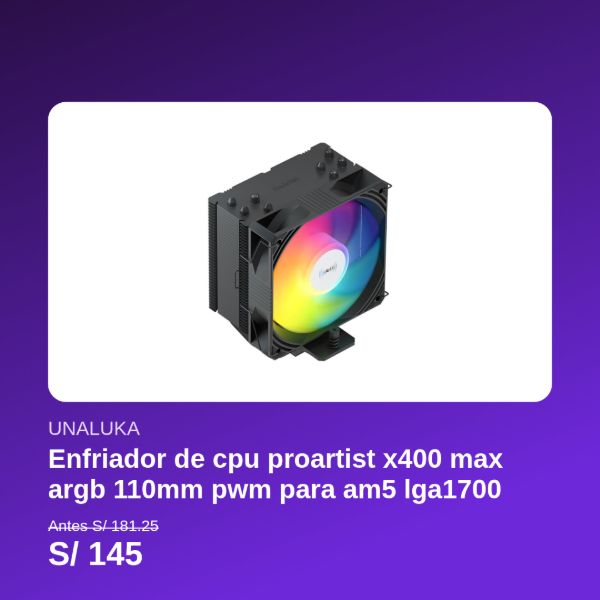 UNALUKA
Enfriador de cpu proartist x400 max
argb 110mm pwm para am5 lga1700
Antes S/ 181.25
S/ 145